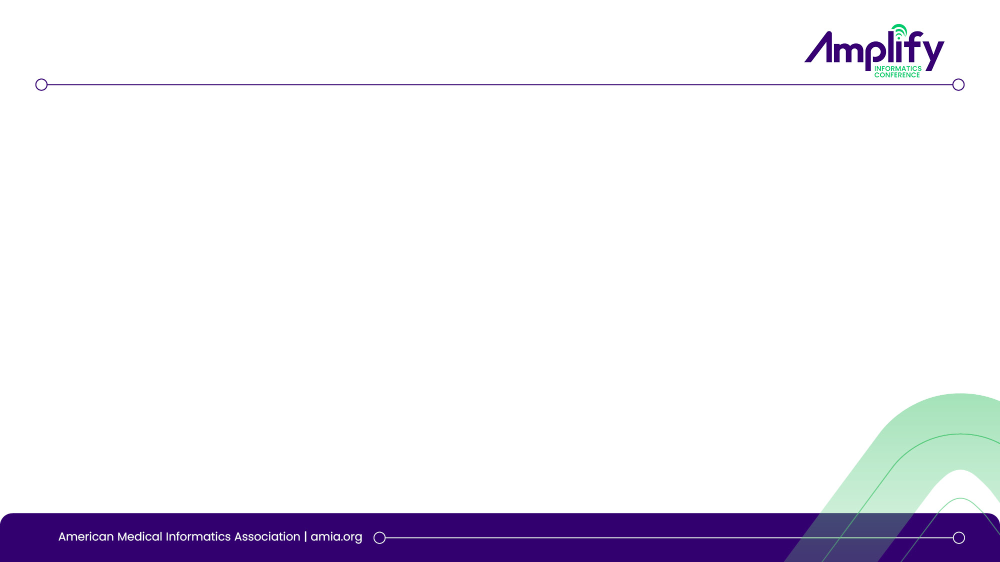 Amplify
INFORMATICS
CONFERENCE
American Medical Informatics Association | amia.org